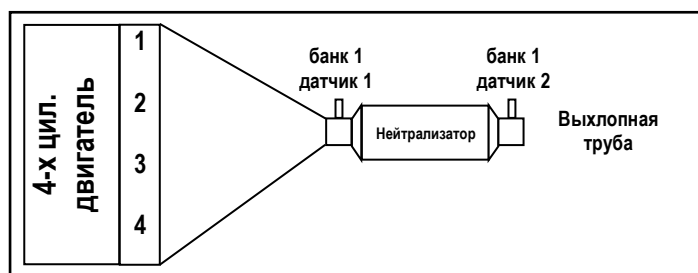 4-х цил.
двигатель
1
2
3
4
банк 1
датчик 1
Нейтрализатор
банк 1
датчик 2
Выхлопная
труба